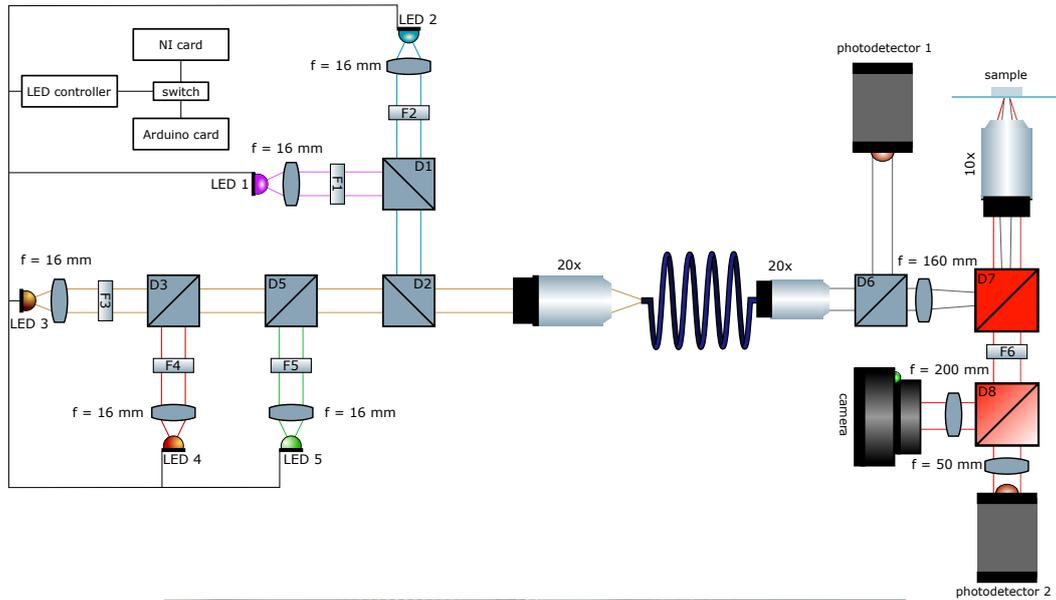 LED 2
NI card
photodetector 1
f = 16 mm
sample
LED controller
switch
F2
Arduino card
f = 16 mm
10x
D1
LED 1
F1
f = 16 mm
20x
20x
f = 160 mm
D3
D5
D2
D6
D7
F3
LED 3
F4
F5
F6
f = 200 mm
D8
f = 16 mm
f = 16 mm
camera
LED 4
LED 5
f = 50 mm
photodetector 2